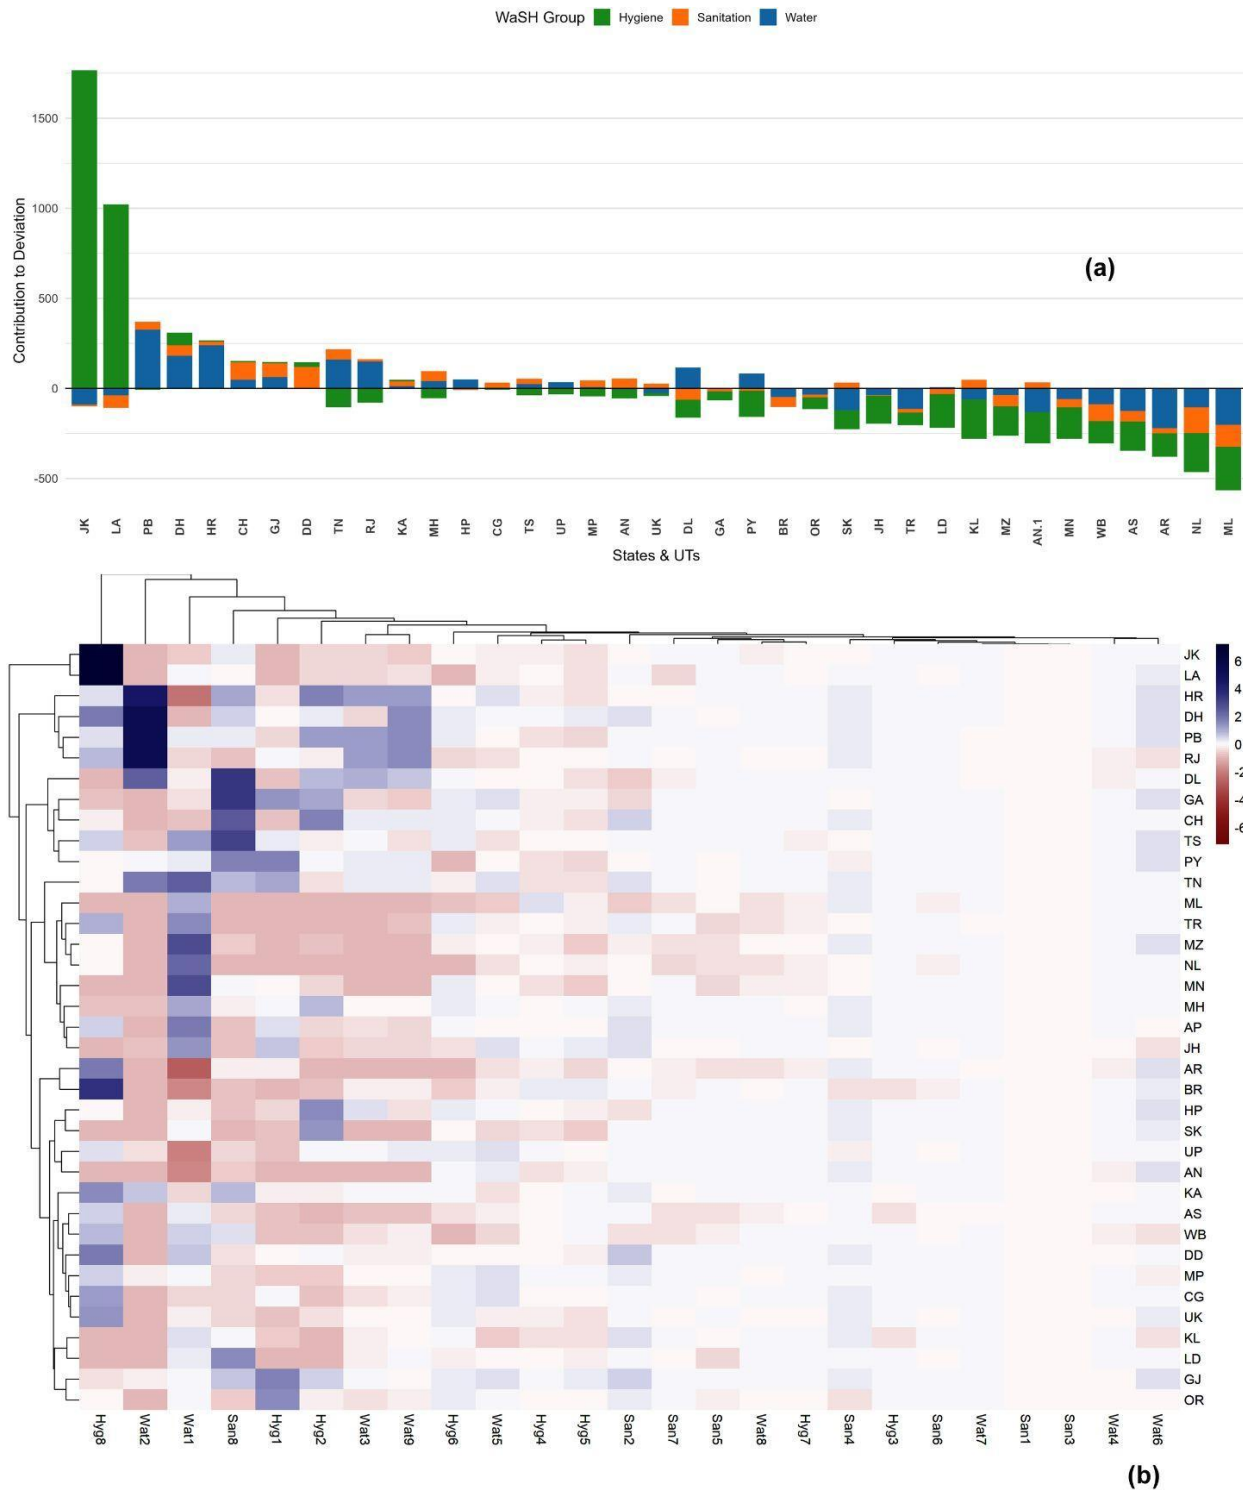 WaSH Group Hygiene Sanitation Water
Contribution to Deviation
1500
1000
500
0
-500
(a)
JK LA PB DH HR CH GJ DD TN RJ KA MH HP CG TS UP MP AN UK DL GA PY BR OR SK JH TR LD KL MZ AN.1 MN WB AS AR NL ML
States & UTs
6
4
2
0
-2
-4
-6
JK
LA
HR
DH
PB
RJ
DL
GA
CH
TS
PY
TN
ML
TR
MZ
NL
MN
MH
AP
JH
AR
BR
HP
SK
UP
AN
KA
AS
WB
DD
MP
CG
UK
KL
LD
GJ
OR
Hyg8 Wat2 Wat1 San8 Hyg1 Hyg2 Wat3 Wat9 Hyg6 Wat5 Hyg4 Hyg5 San2 San7 San5 Wat8 Hyg7 San4 Hyg3 San6 Wat7 San1 San3 Wat4 Wat6
(b)